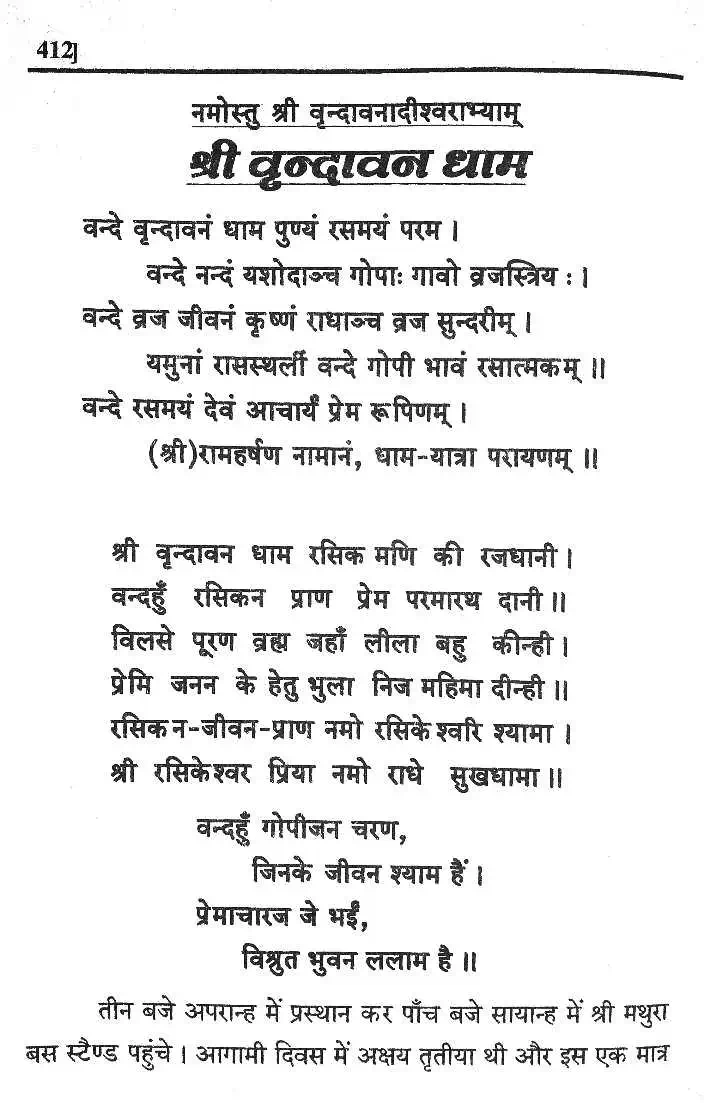 412]
नमोस्तु श्री वृन्दावनादीश्वराभ्याम्
श्री वृन्दावन धाम
वन्दे वृन्दावनं धाम पुण्यं रसमयं परम ।
वन्दे नन्दं यशोदाञ्च गोपाः गावो व्रजस्त्रिय : ।
वन्दे व्रज जीवनं कृष्णं राधाञ्च व्रज सुन्दरीम् ।
यमुनां रासस्थलीं वन्दे गोपी भावं रसात्मकम् ॥
वन्दे रसमयं देवं आचार्यं प्रेम रूपिणम् ।
(श्री)रामहर्षण नामानं, धाम-यात्रा परायणम् ॥
श्री वृन्दावन धाम रसिक मणि की रजधानी ।
वन्दहुँ रसिकन प्राण प्रेम परमारथ दानी ॥
विलसे पूरण व्रह्म जहाँ लीला बहु कीन्ही ।
प्रेमि जनन के हेतु भुला निज महिमा दीन्ही ॥
रसिकन-जीवन-प्राण नमो रसिकेश्वरि श्यामा ।
श्री रसिकेश्वर प्रिया नमो राधे सुखधामा ॥
वन्दहुँ गोपीजन चरण,
जिनके जीवन श्याम हैं ।
प्रेमाचारज जे भईं,
विश्रुत भुवन ललाम है ॥
तीन बजे अपरान्ह में प्रस्थान कर पाँच बजे सायान्ह में श्री मथुरा
बस स्टैण्ड पहुंचे । आगामी दिवस में अक्षय तृतीया थी और इस एक मात्र